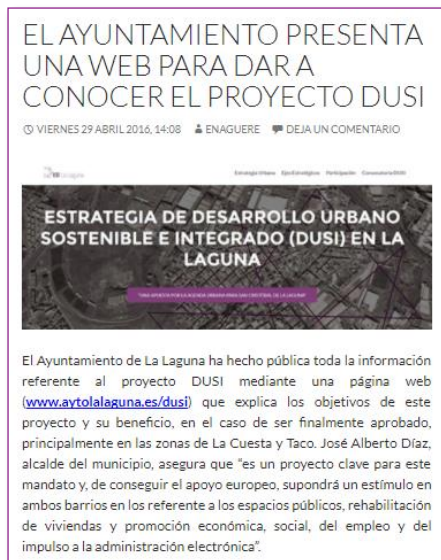 EL AYUNTAMIENTO PRESENTA
UNA WEB PARA DAR A
CONOCER EL PROYECTO DUSI
VIERNES 29 ABRIL 2016, 14:08 ENAGUERE DEJA UN COMENTARIO
Estrategia Urbana Ejes Estratégicos Participación Convocatoria DUSI
ESTRATEGIA DE DESARROLLO URBANO
SOSTENIBLE E INTEGRADO (DUSI) EN LA
LAGUNA
El Ayuntamiento de La Laguna ha hecho pública toda la información
referente al proyecto DUSI mediante una página web
(www.aytolalaguna.es/dusi) que explica los objetivos de este
proyecto y su beneficio, en el caso de ser finalmente aprobado,
principalmente en las zonas de La Cuesta y Taco. José Alberto Díaz,
alcalde del municipio, asegura que “es un proyecto clave para este
mandato y, de conseguir el apoyo europeo, supondrá un estímulo en
ambos barrios en los referente a los espacios públicos, rehabilitación
de viviendas y promoción económica, social, del empleo y del
impulso a la administración electrónica”.